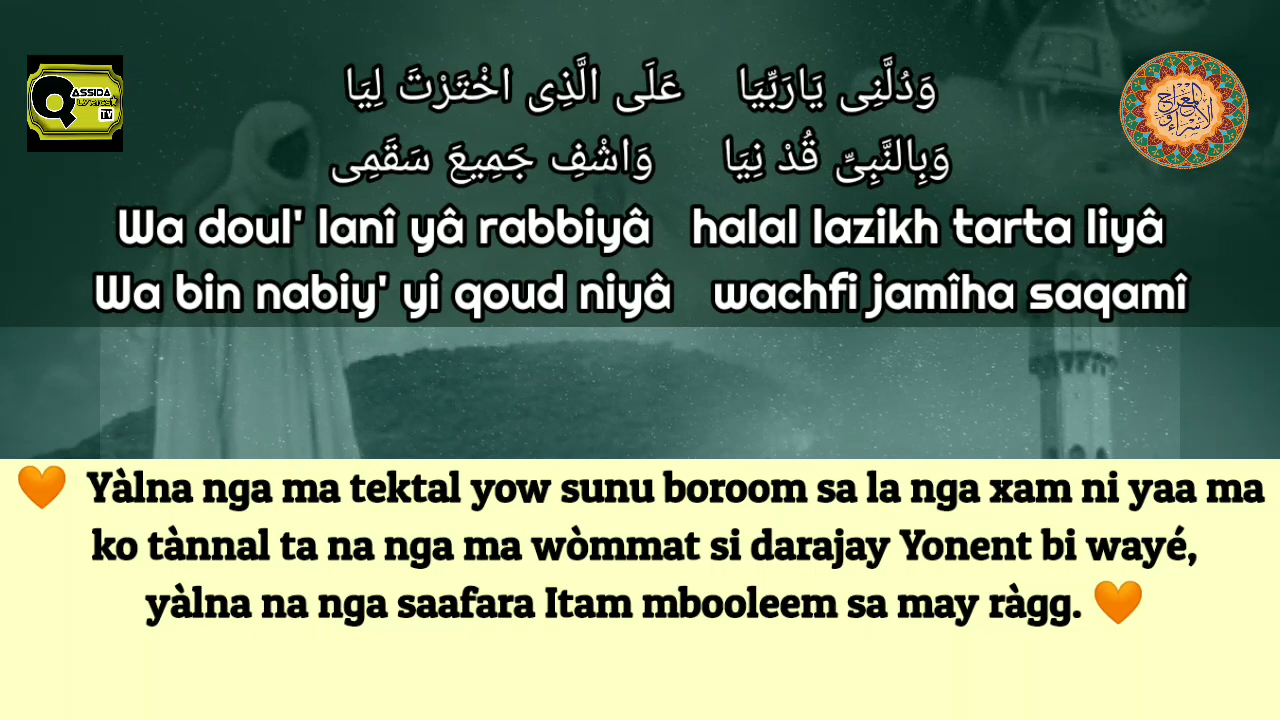 QASSIDA
LYRICS
TV
وَدُلَّنِى يَارَبِّيَا عَلَى الَّذِى اخْتَرْتَ لِيَا
وَبِالنَّبِىِّ قُدْ نِيَا وَاشْفِ جَمِيعَ سَقَمِى
Wa doul' lanî yâ rabbiyâ halal lazikh tarta liyâ
Wa bin nabiy' yi qoud niyâ wachfi jamîha saqamî
🧡 Yàlna nga ma tektal yow sunu boroom sa la nga xam ni yaa ma
ko tànnal ta na nga ma wòmmat si darajay Yonent bi wayé,
yàlna na nga saafara Itam mbooleem sa may ràgg. 🧡